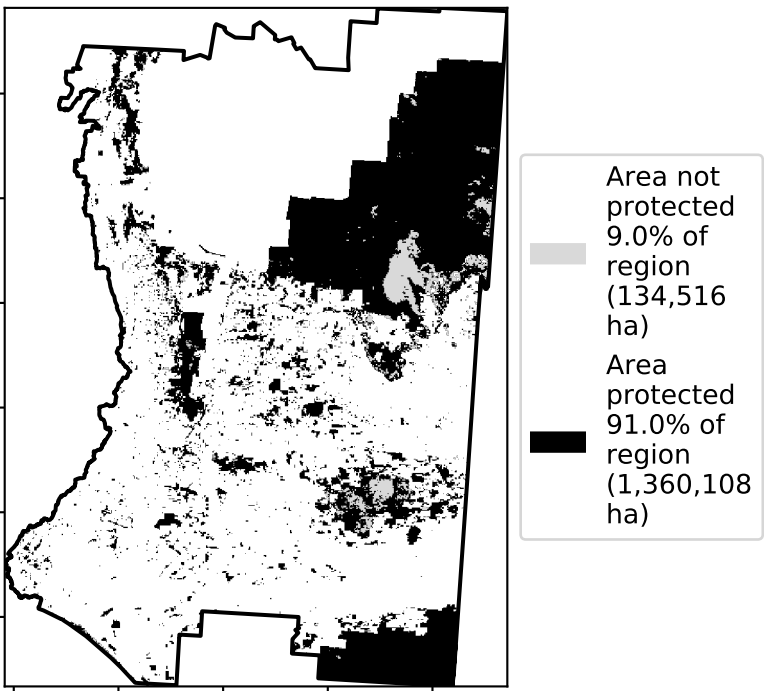 Area not
protected
9.0% of
region
(134,516
ha)
Area
protected
91.0% of
region
(1,360,108
ha)